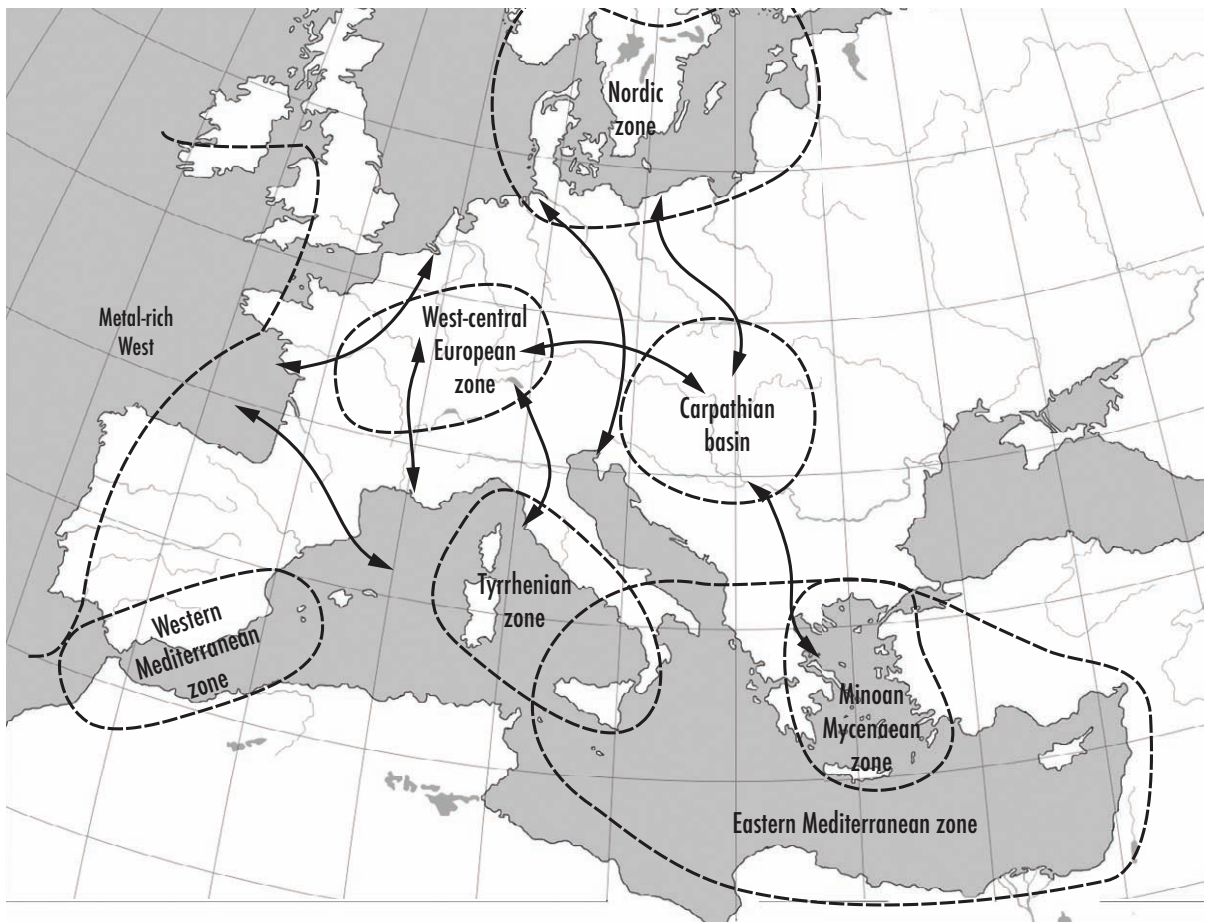 Nordic
zone
Metal-rich
West
West-central
European
zone
Carpathian
basin
Tyrrhenian
zone
Western
Mediterranean
zone
Minoan
Mycenaean
zone
Eastern Mediterranean zone